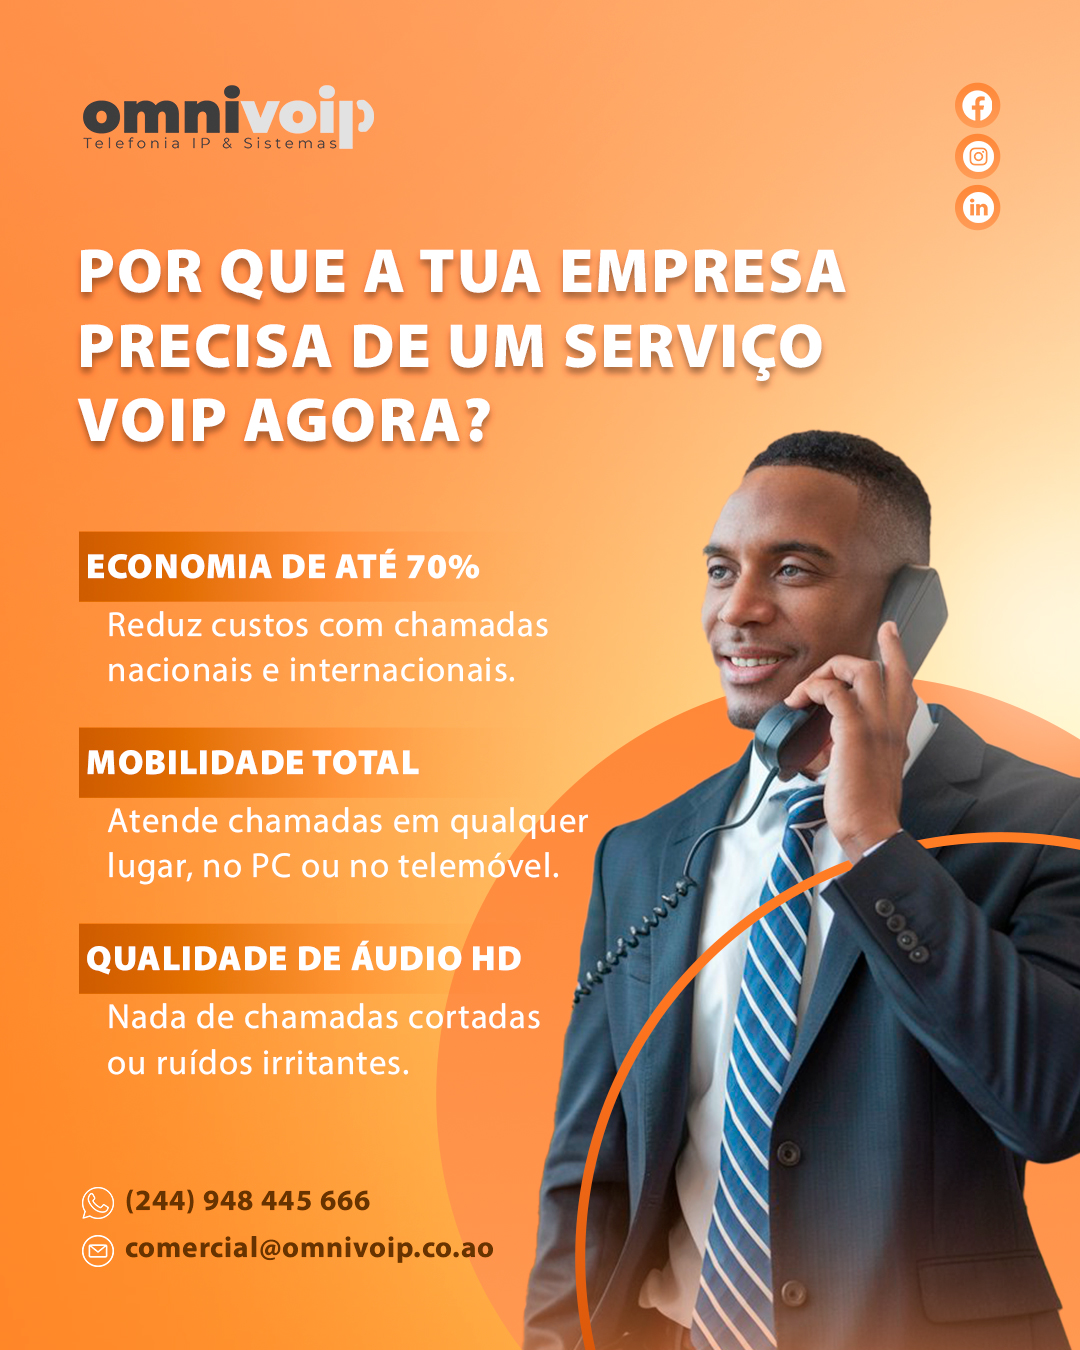 omnivoip
Telefonia IP & Sistemas
POR QUE A TUA EMPRESA
PRECISA DE UM SERVIÇO
VOIP AGORA?
ECONOMIA DE ATÉ 70%
Reduz custos com chamadas
nacionais e internacionais.
MOBILIDADE TOTAL
Atende chamadas em qualquer
lugar, no PC ou no telemóvel.
QUALIDADE DE ÁUDIO HD
Nada de chamadas cortadas
ou ruídos irritantes.
(244) 948 445 666
comercial@omnivoip.co.ao